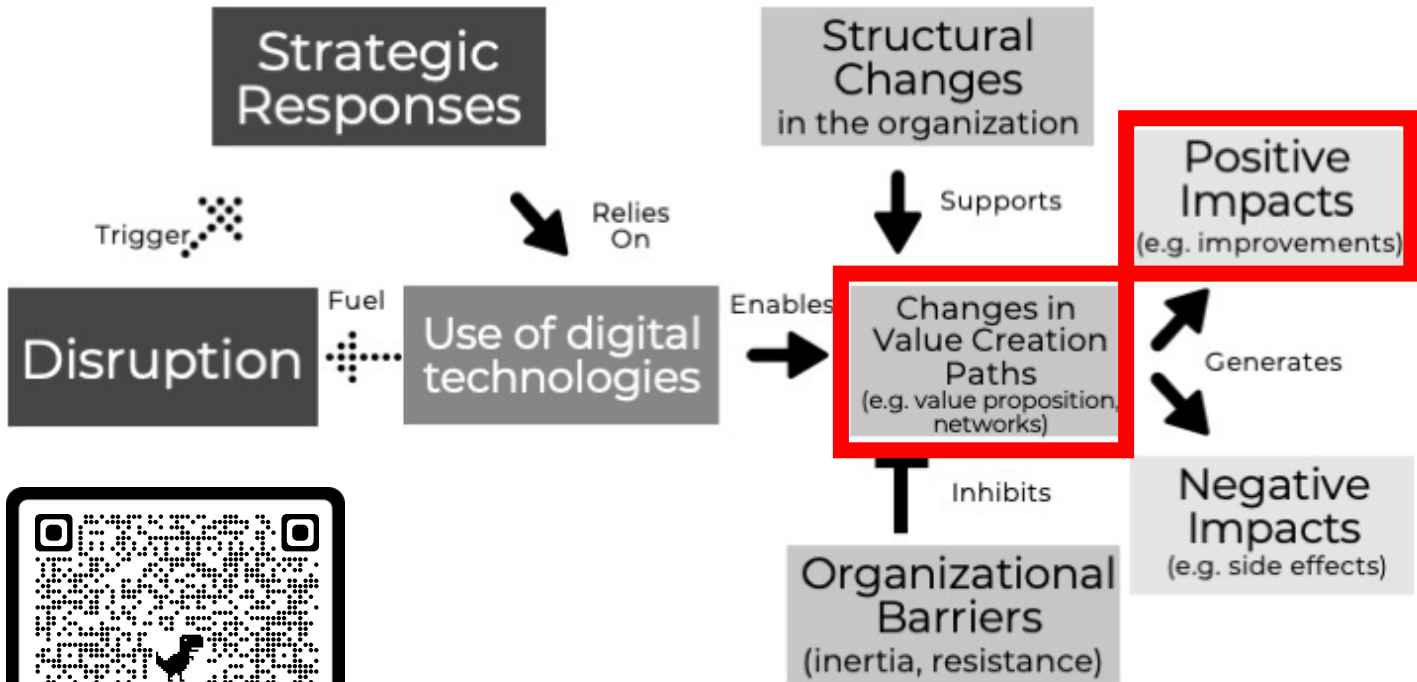 Strategic
Responses
Structural
Changes
in the organization
Positive
Impacts
(e.g. improvements)
Trigger
Relies
On
Supports
Disruption
Fuel
Use of digital
technologies
Enables
Changes in
Value Creation
Paths
(e.g. value proposition,
networks)
Generates
Inhibits
Negative
Impacts
(e.g. side effects)
Organizational
Barriers
(inertia, resistance)